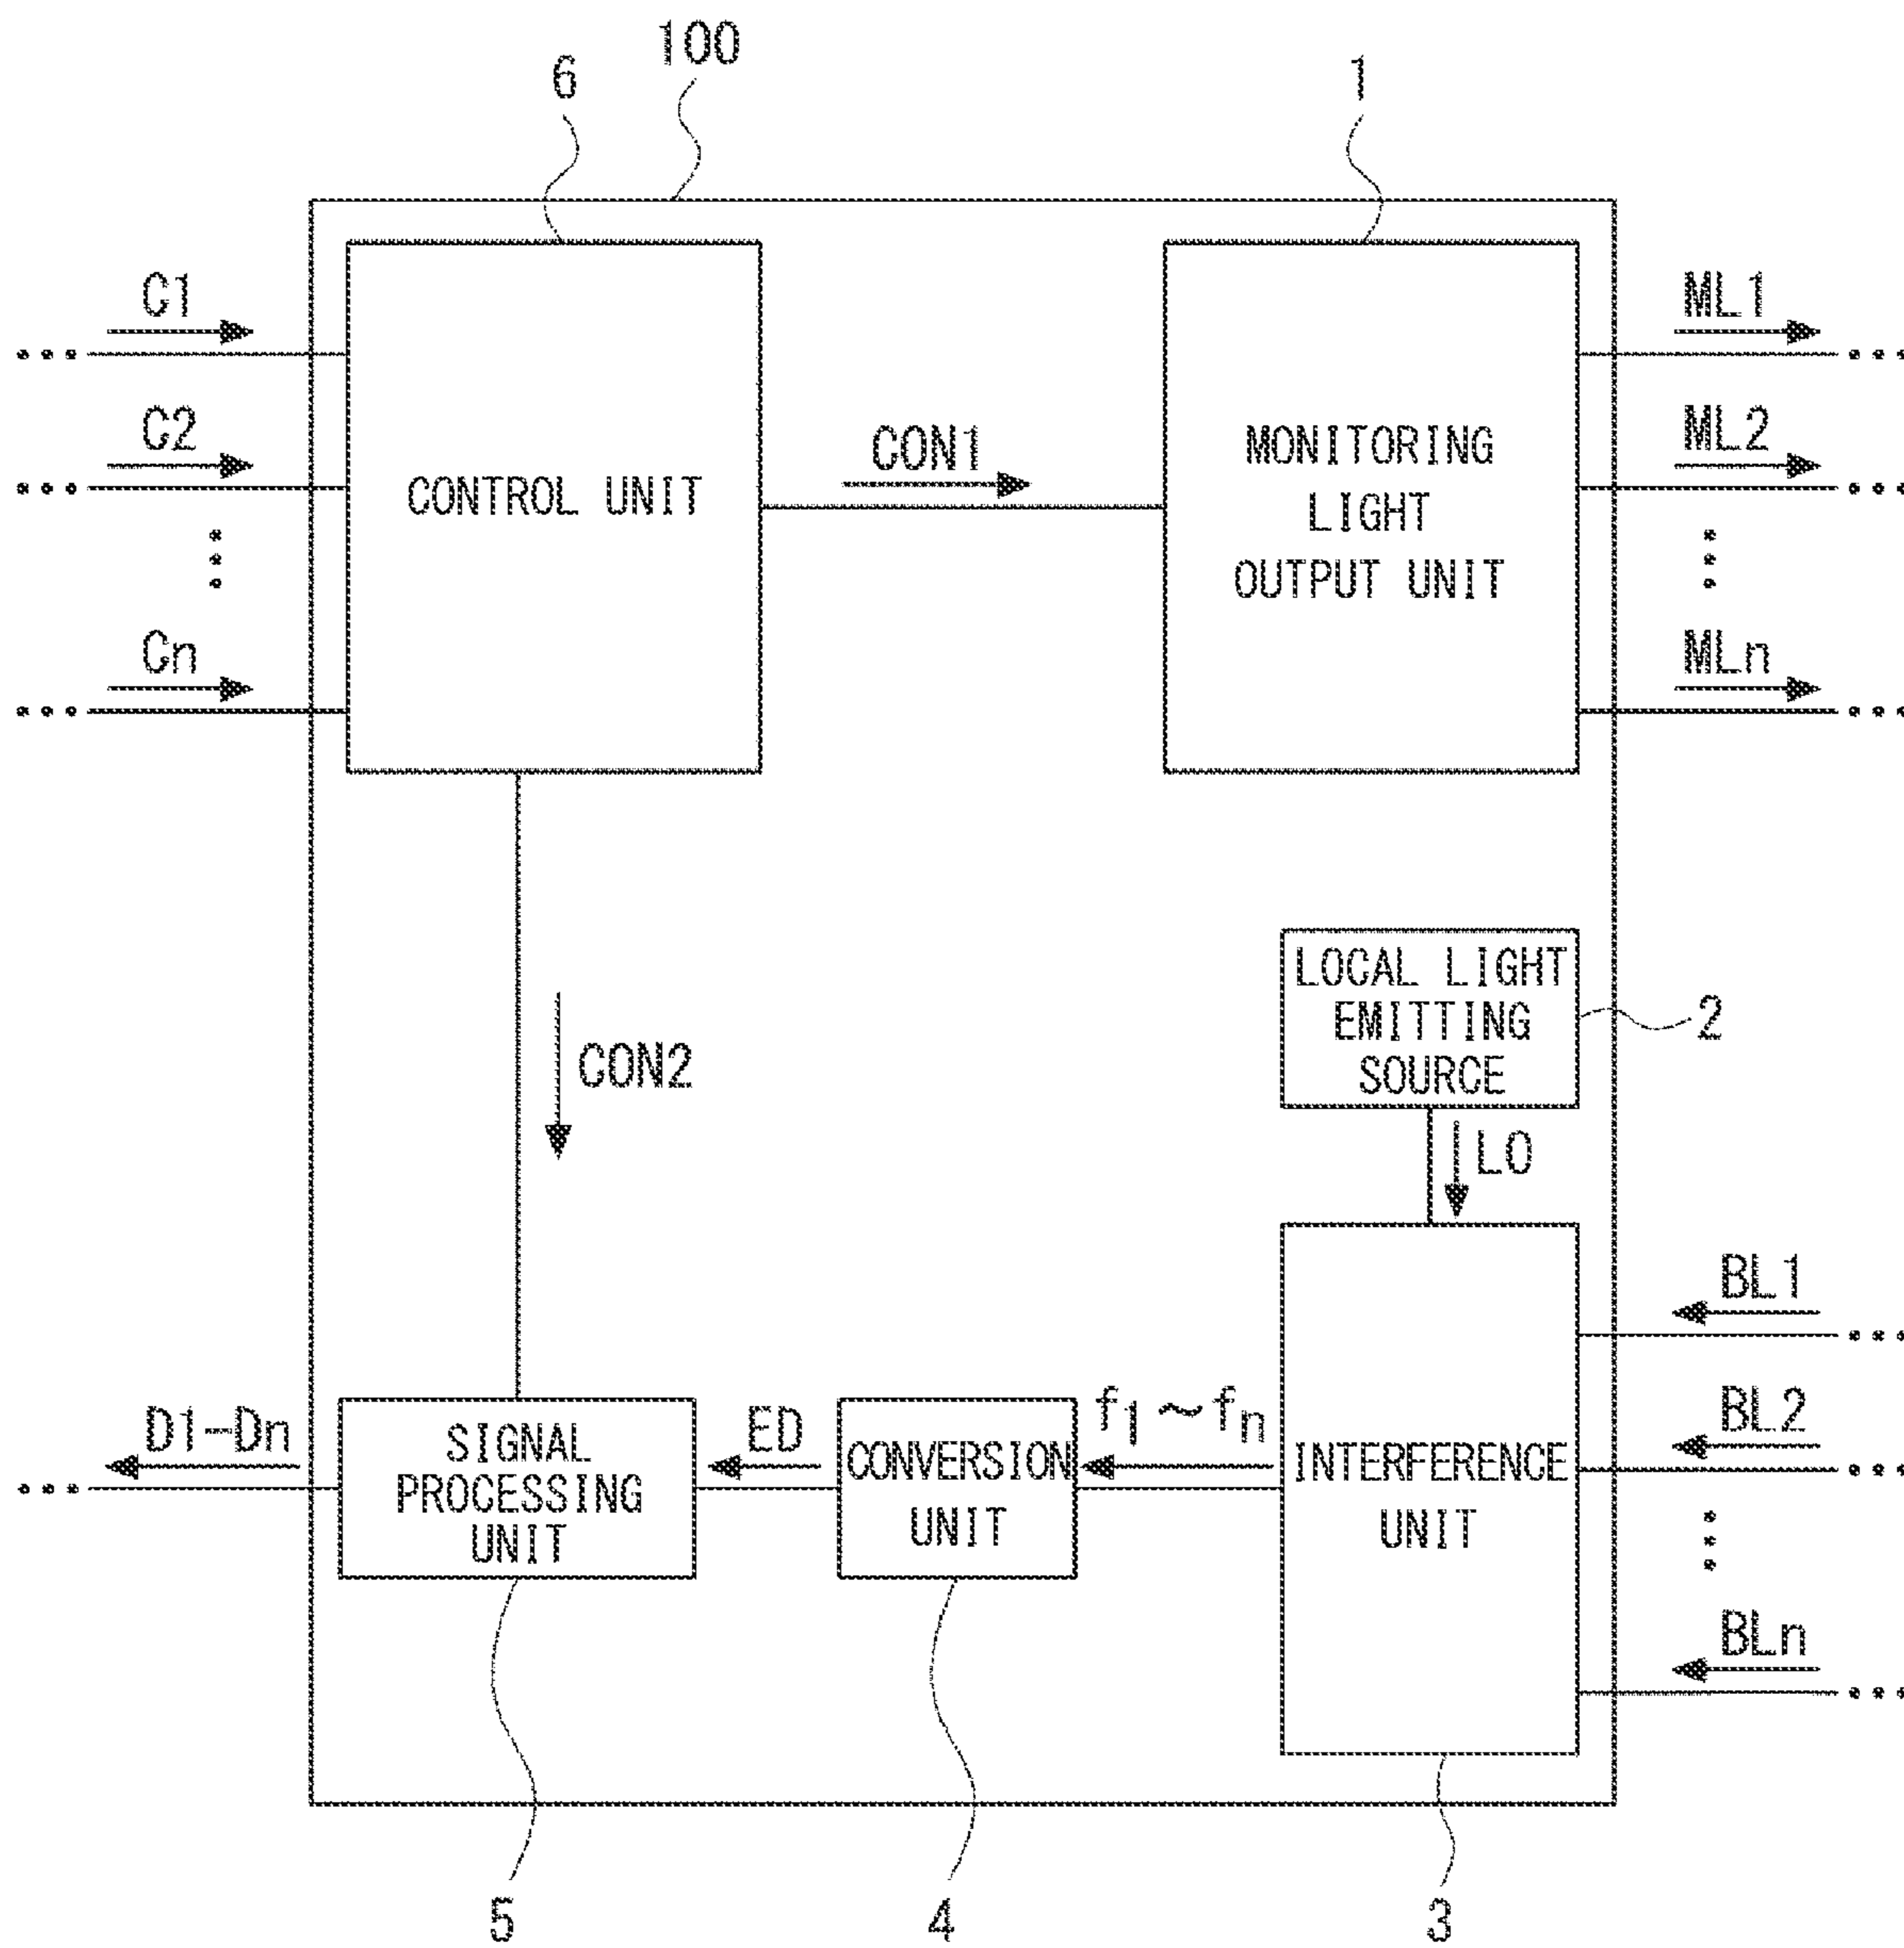 100
6
1
C1
C2
Cn
CONTROL UNIT
CON1
MONITORING
LIGHT
OUTPUT UNIT
ML1
ML2
MLn
CON2
LOCAL LIGHT
EMITTING
SOURCE
2
LO
BL1
BL2
BLn
D1-Dn
SIGNAL
PROCESSING
UNIT
ED
CONVERSION
UNIT
f1~fn
INTERFERENCE
UNIT
5
4
3